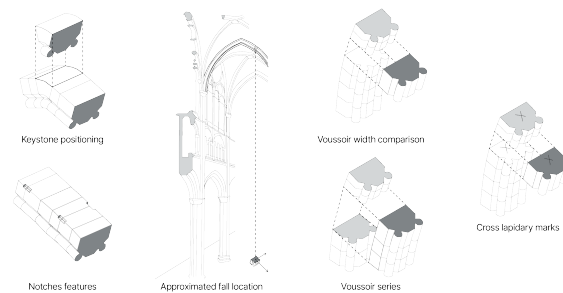 Keystone positioning
Voussoir width comparison
Cross lapidary marks
Notches features
Approximated fall location
Voussoir series